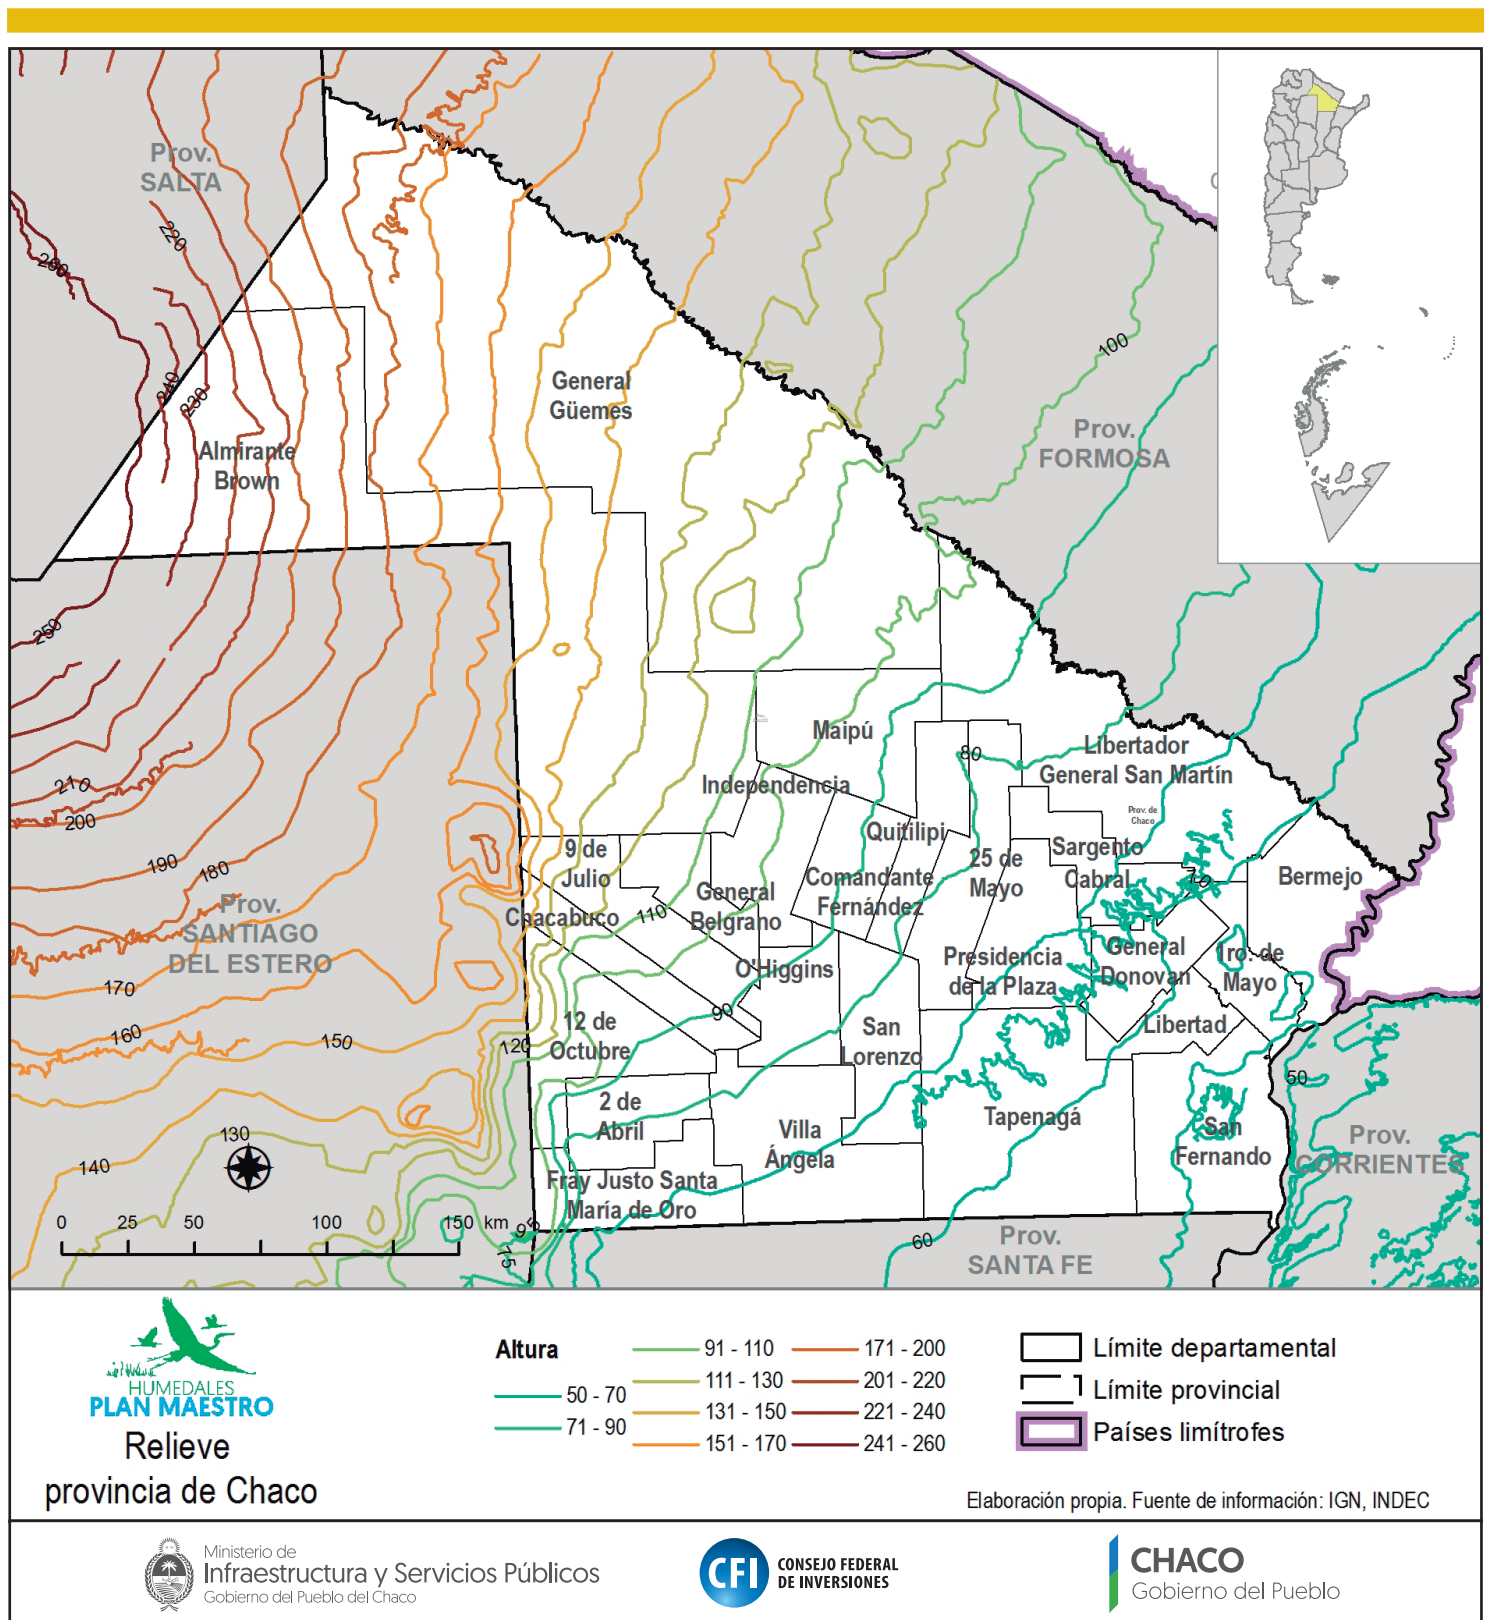 Prov.
SALTA
220
260
240
230
250
General
Güemes
Almirante
Brown
100
Prov.
FORMOSA
Maipú
80
Libertador
General San Martín
Independencia
Prov. de
Chaco
210
200
190
180
Quitilipi
Sargento
Cabral
70
9 de
Julio
25 de
Mayo
Bermejo
Comandante
Fernández
General
Belgrano
Chacabuco
110
Prov.
SANTIAGO
DEL ESTERO
O'Higgins
Presidencia
de la Plaza
General
Donovan
1ro. de
Mayo
170
160
150
120
90
12 de
Octubre
San
Lorenzo
Libertad
50
2 de
Abril
Villa
Ángela
Tapenagá
San
Fernando
Prov.
CORRIENTES
130
140
Fray Justo Santa
María de Oro
95
75
60
Prov.
SANTA FE
0 25 50 100 150 km
HUMEDALES
PLAN MAESTRO
Relieve
provincia de Chaco
Altura
50 - 70
71 - 90
91 - 110
111 - 130
131 - 150
151 - 170
171 - 200
201 - 220
221 - 240
241 - 260
Límite departamental
Límite provincial
Países limítrofes
Elaboración propia. Fuente de información: IGN, INDEC
Ministerio de
Infraestructura y Servicios Públicos
Gobierno del Pueblo del Chaco
CFI
CONSEJO FEDERAL
DE INVERSIONES
CHACO
Gobierno del Pueblo